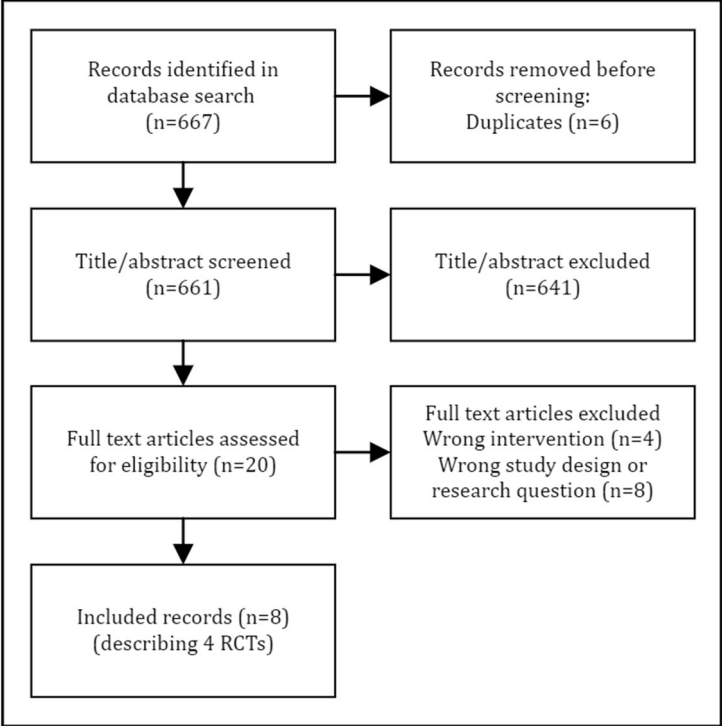 Records identified in
database search
(n=667)
Records removed before
screening:
Duplicates (n=6)
Title/abstract screened
(n=661)
Title/abstract excluded
(n=641)
Full text articles assessed
for eligibility (n=20)
Full text articles excluded
Wrong intervention (n=4)
Wrong study design or
research question (n=8)
Included records (n=8)
(describing 4 RCTs)